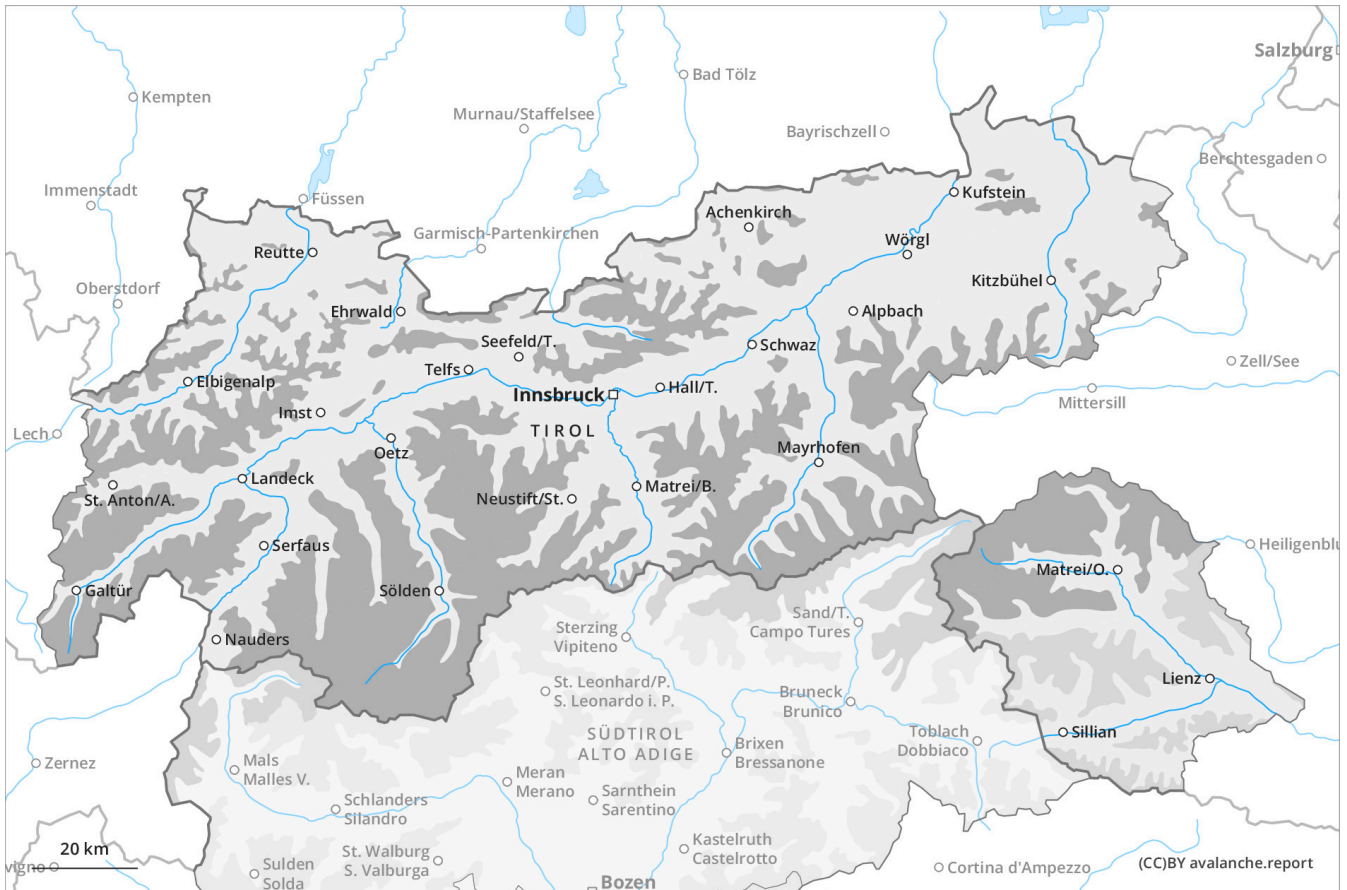 Salzburg
Bad Tölz
Kempten
Murnau/Staffelsee
Bayrischzell
Berchtesgaden
Immenstadt
Füssen
Kufstein
Achenkirch
Garmisch-Partenkirchen
Wörgl
Reutte
Kitzbühel
Oberstdorf
Ehrwald
Alpbach
Seefeld/T.
Schwaz
Zell/See
Telfs
Elbigenalp
Innsbruck
Hall/T.
Mittersill
Imst
Lech
TIROL
Oetz
Mayrhofen
Landeck
St. Anton/A.
Neustift/St.
Matrei/B.
Serfaus
Heiligenblu
Matrei/O.
Galtür
Sölden
Sand/T.
Campo Tures
Nauders
Sterzing
Vipiteno
Lienz
St. Leonhard/P.
S. Leonardo i. P.
Bruneck
Brunico
Sillian
SÜDTIROL
ALTO ADIGE
Toblach
Dobbiaco
Brixen
Bressanone
Zernez
Mals
Malles V.
Meran
Merano
Sarnthein
Sarentino
Schlanders
Silandro
Kastelruth
Castelrotto
20 km
St. Walburg
S. Valburga
vigno
Sulden
Solda
Cortina d'Ampezzo
(CC)BY avalanche.report
Bozen